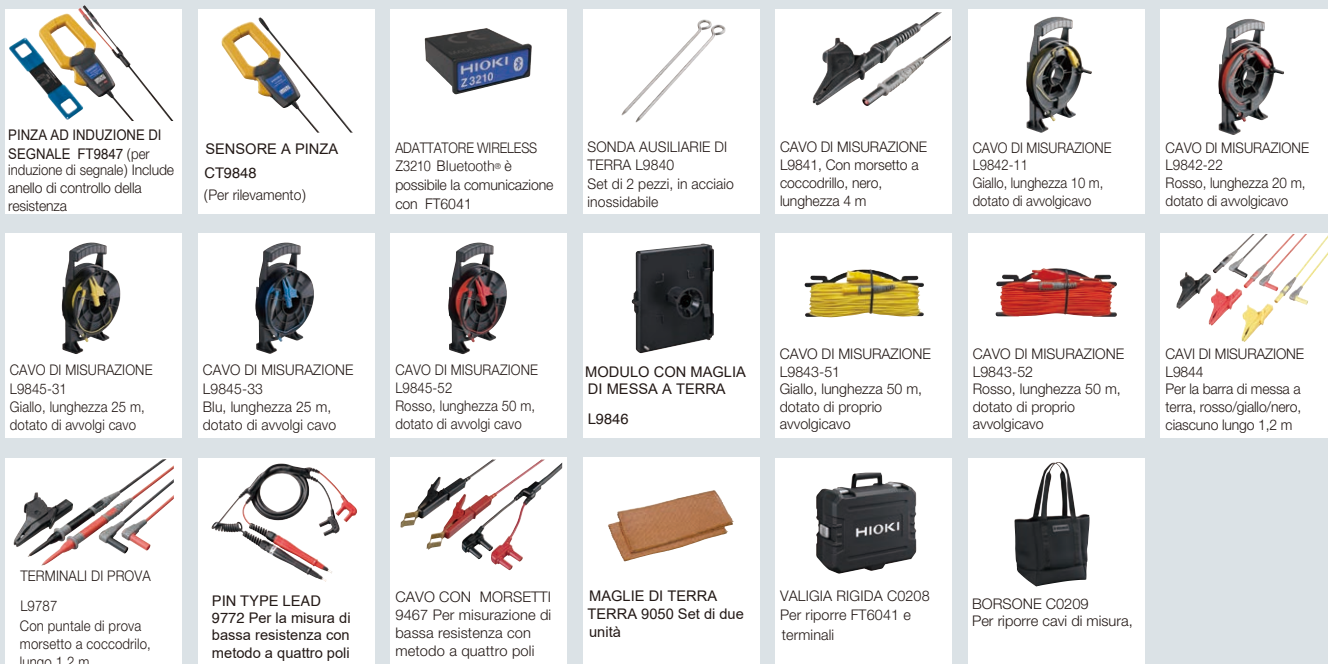 PINZA AD INDUZIONE DI
SEGNALE FT9847 (per
induzione di segnale) Include
anello di controllo della
resistenza
SENSORE A PINZA
CT9848
(Per rilevamento)
HIOKI
Z3210
ADATTATORE WIRELESS
Z3210 Bluetooth® è
possibile la comunicazione
con FT6041
SONDA AUSILIARIE DI
TERRA L9840
Set di 2 pezzi, in acciaio
inossidabile
CAVO DI MISURAZIONE
L9841, Con morsetto a
coccodrillo, nero,
lunghezza 4 m
CAVO DI MISURAZIONE
L9842-11
Giallo, lunghezza 10 m,
dotato di avvolgicavo
CAVO DI MISURAZIONE
L9842-22
Rosso, lunghezza 20 m,
dotato di avvolgicavo
CAVO DI MISURAZIONE
L9845-31
Giallo, lunghezza 25 m,
dotato di avvolgi cavo
CAVO DI MISURAZIONE
L9845-33
Blu, lunghezza 25 m,
dotato di avvolgi cavo
CAVO DI MISURAZIONE
L9845-52
Rosso, lunghezza 50 m,
dotato di avvolgi cavo
MODULO CON MAGLIA
DI MESSA A TERRA
L9846
CAVO DI MISURAZIONE
L9843-51
Giallo, lunghezza 50 m,
dotato di proprio
avvolgicavo
CAVO DI MISURAZIONE
L9843-52
Rosso, lunghezza 50 m,
dotato di proprio
avvolgicavo
CAVI DI MISURAZIONE
L9844
Per la barra di messa a
terra, rosso/giallo/nero,
ciascuno lungo 1,2 m
TERMINALI DI PROVA
L9787
Con puntale di prova
morsetto a coccodrilo,
lungo 1,2 m
PIN TYPE LEAD
9772 Per la misura di
bassa resistenza con
metodo a quattro poli
CAVO CON MORSETTI
9467 Per misurazione di
bassa resistenza con
metodo a quattro poli
MAGLIE DI TERRA
TERRA 9050 Set di due
unità
HIOKI
VALIGIA RIGIDA C0208
Per riporre FT6041 e
terminali
BORSONE C0209
Per riporre cavi di misura,